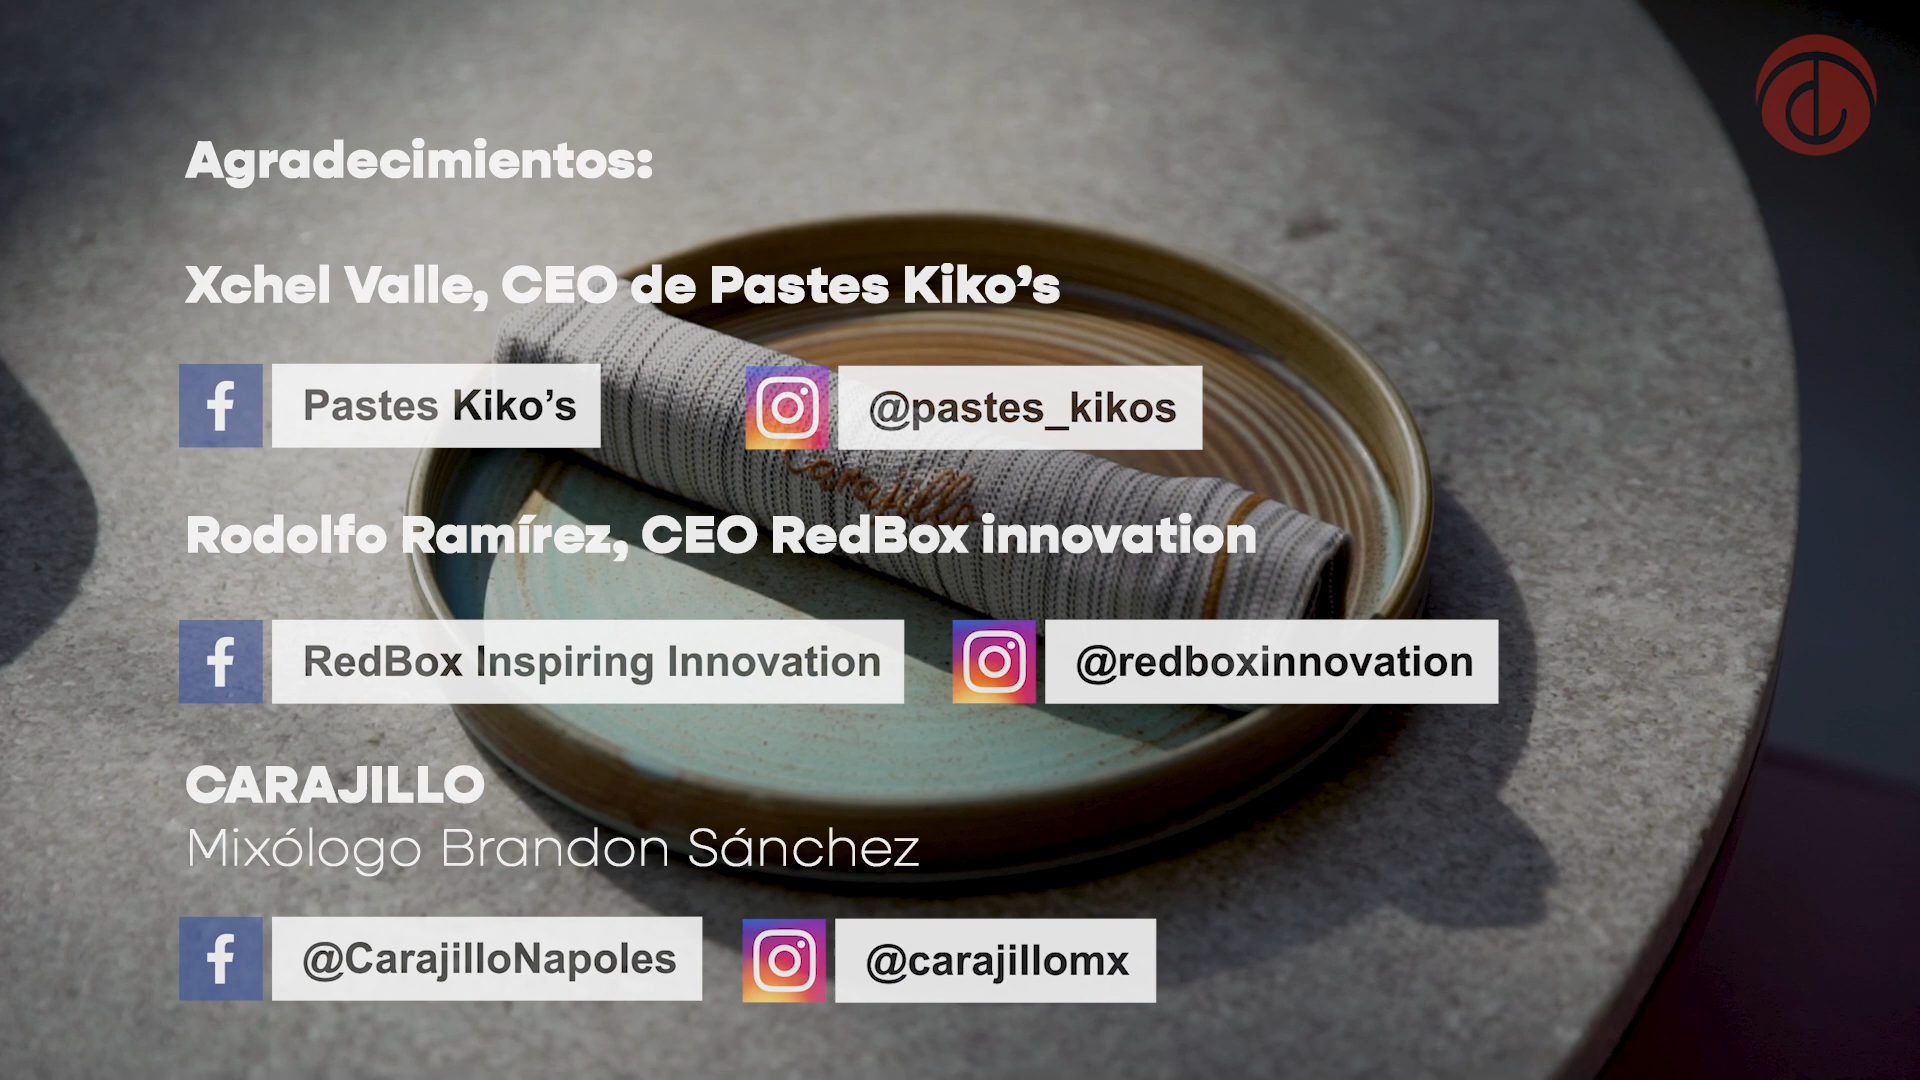 Agradecimientos:
Xchel Valle, CEO de Pastes Kiko’s
Pastes Kiko’s
@pastes_kikos
carajillo
Rodolfo Ramírez, CEO RedBox innovation
RedBox Inspiring Innovation
@redboxinnovation
CARAJILLO
Mixólogo Brandon Sánchez
@CarajilloNapoles
@carajillomx